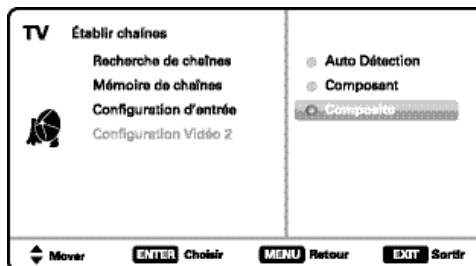 TV Établir chaînes
Recherche de chaînes
Mémoire de chaînes
Configuration d'entrée
Configuration Vidéo 2
Auto Détection
Composant
Composite
Mover ENTER Choisir MENU Retour EXIT Sortir